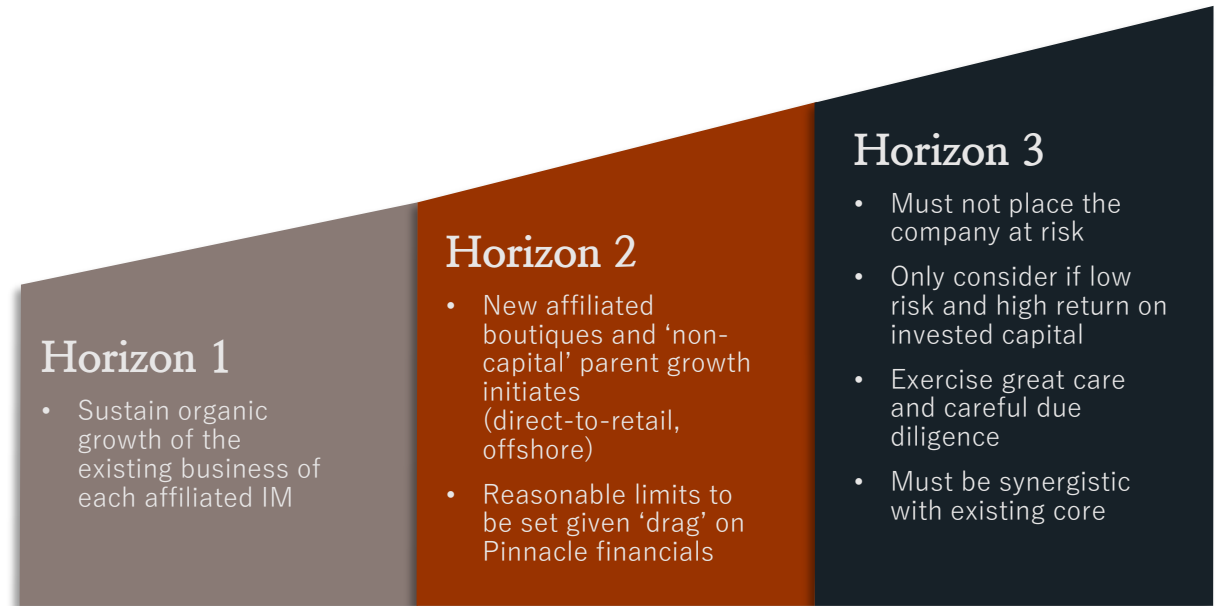 Horizon 1
• Sustain organic
growth of the
existing business of
each affiliated IM
Horizon 2
• New affiliated
boutiques and ‘non-
capital’ parent growth
initiates
(direct-to-retail,
offshore)
• Reasonable limits to
be set given ‘drag’ on
Pinnacle financials
Horizon 3
• Must not place the
company at risk
• Only consider if low
risk and high return on
invested capital
• Exercise great care
and careful due
diligence
• Must be synergistic
with existing core